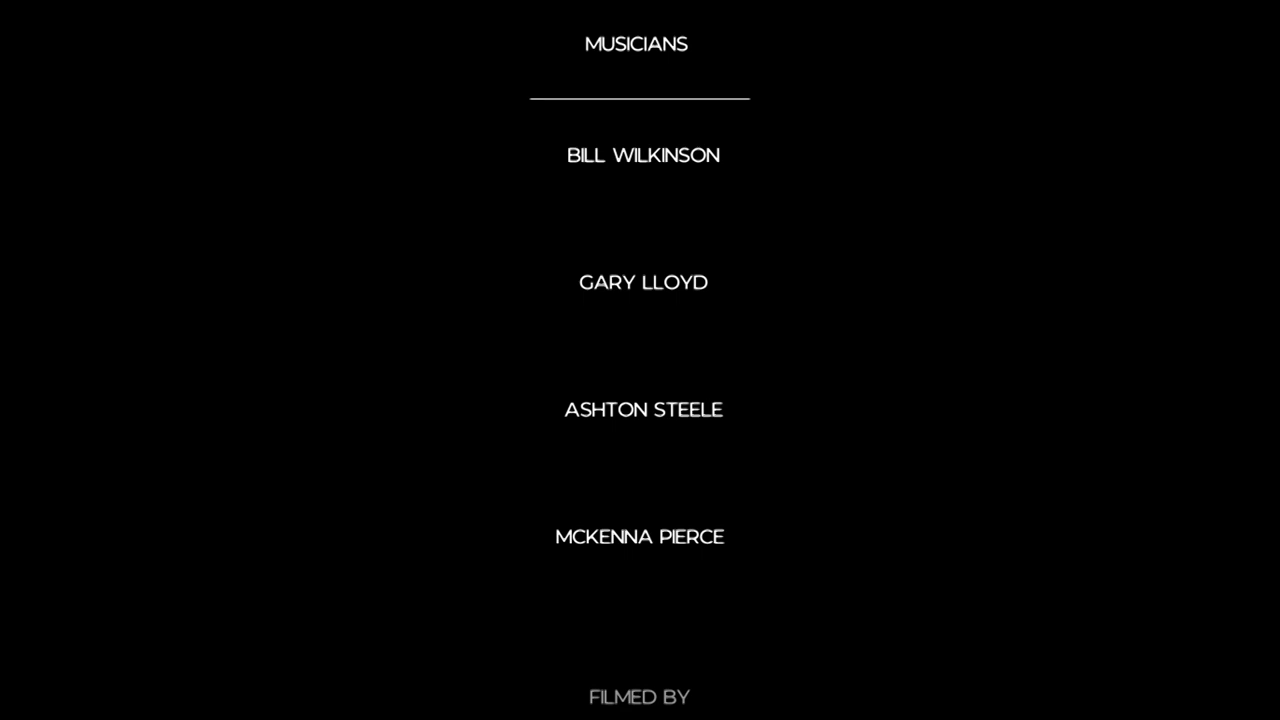 MUSICIANS
BILL WILKINSON
GARY LLOYD
ASHTON STEELE
MCKENNA PIERCE
FILMED BY